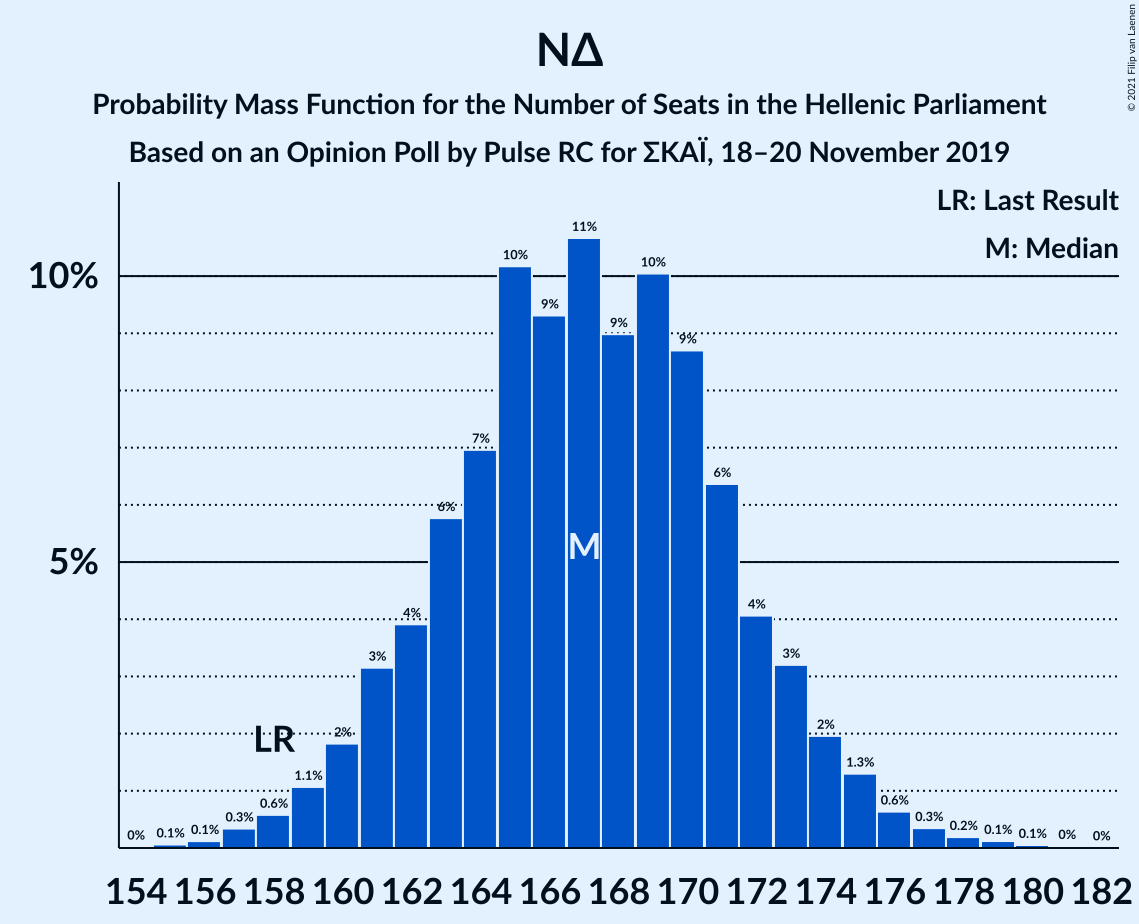 ΝΔ
Probability Mass Function for the Number of Seats in the Hellenic Parliament
Based on an Opinion Poll by Pulse RC for ΣΚΑΪ, 18–20 November 2019
© 2021 Filip van Laenen
LR: Last Result
M: Median
10%
5%
0% 0.1% 0.1% 0.3% 0.6% 1.1% 2% 3% 4% 6% 7% 10% 9% 11% 9% 10% 9% 6% 4% 3% 2% 1.3% 0.6% 0.3% 0.2% 0.1% 0.1% 0% 0%
LR
M
154 156 158 160 162 164 166 168 170 172 174 176 178 180 182